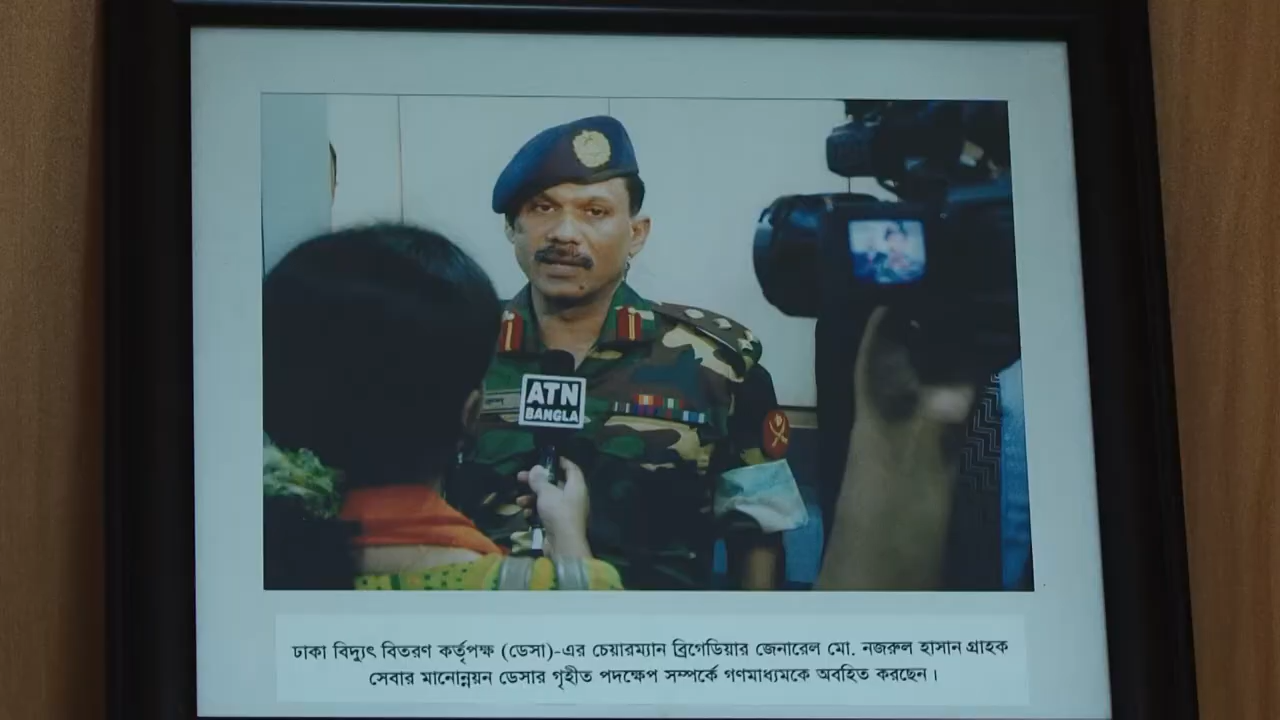 ATN
BANGLA
ঢাকা বিদ্যুৎ বিতরণ কর্তৃপক্ষ (ডেসা)-এর চেয়ারম্যান ব্রিগেডিয়ার জেনারেল মো. নজরুল হাসান গ্রাহক
সেবার মানোন্নয়ন ডেসার গৃহীত পদক্ষেপ সম্পর্কে গণমাধ্যমকে অবহিত করছেন।